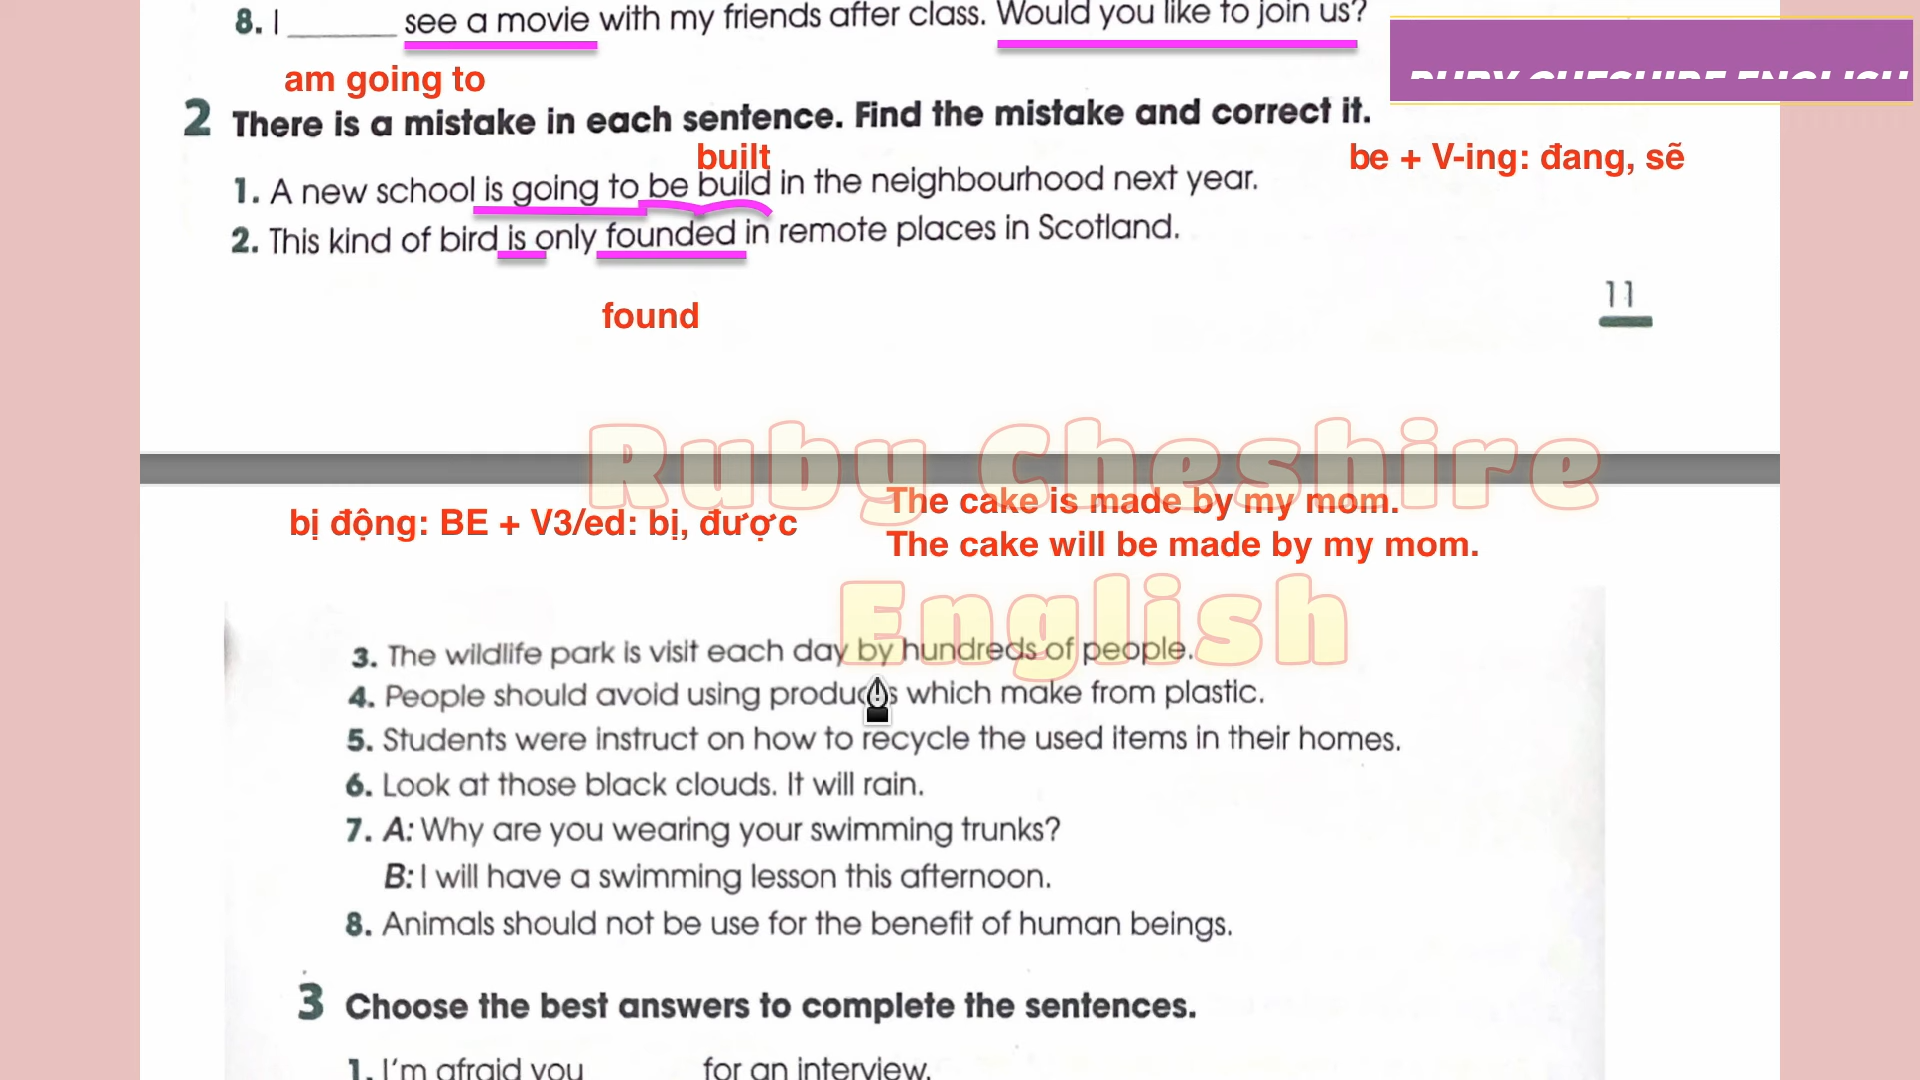 8. I ______ see a movie with my friends after class. Would you like to join us?
RUBY CHESHIRE ENGLISH
am going to
2 There is a mistake in each sentence. Find the mistake and correct it.
built
be + V-ing: đang, sẽ
1. A new school is going to be build in the neighbourhood next year.
2. This kind of bird is only founded in remote places in Scotland.
11
found
Ruby Cheshire
English
bị động: BE + V3/ed: bị, được
The cake is made by my mom.
The cake will be made by my mom.
3. The wildlife park is visit each day by hundreds of people.
4. People should avoid using products which make from plastic.
5. Students were instruct on how to recycle the used items in their homes.
6. Look at those black clouds. It will rain.
7. A: Why are you wearing your swimming trunks?
B: I will have a swimming lesson this afternoon.
8. Animals should not be use for the benefit of human beings.
3 Choose the best answers to complete the sentences.
1. I'm afraid you ______ for an interview.